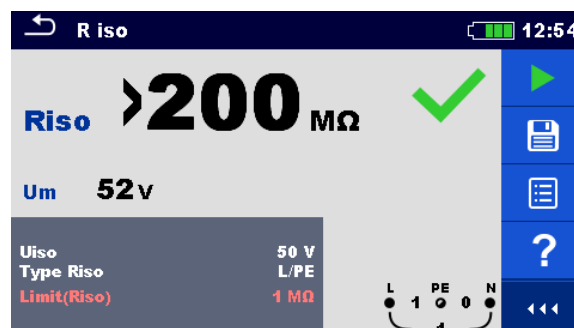 R iso 12:54
Riso >200 MΩ
Um 52 V
Uiso 50 V
Type Riso L/PE
Limit(Riso) 1 MΩ
?
L PE N
1 0
1